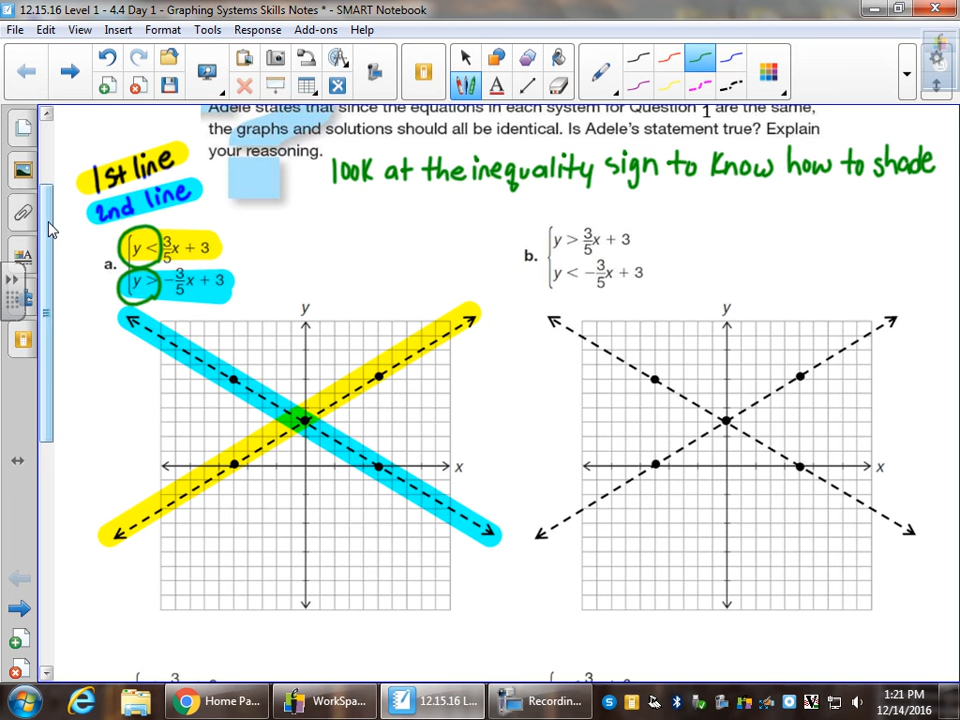 12.15.16 Level 1 - 4.4 Day 1 - Graphing Systems Skills Notes * - SMART Notebook
File Edit View Insert Format Tools Response Add-ons Help
Adele states that since the equations in each system for Question 1 are the same,
the graphs and solutions should all be identical. Is Adele's statement true? Explain
your reasoning.
look at the inequality sign to know how to shade
1st line
2nd line
a.
y < 3/5x + 3
y > -3/5x + 3
b.
y > 3/5x + 3
y < -3/5x + 3
y
x
y
x
3
3
Home Pa...
WorkSpa...
12.15.16 L...
Recordin...
1:21 PM
12/14/2016